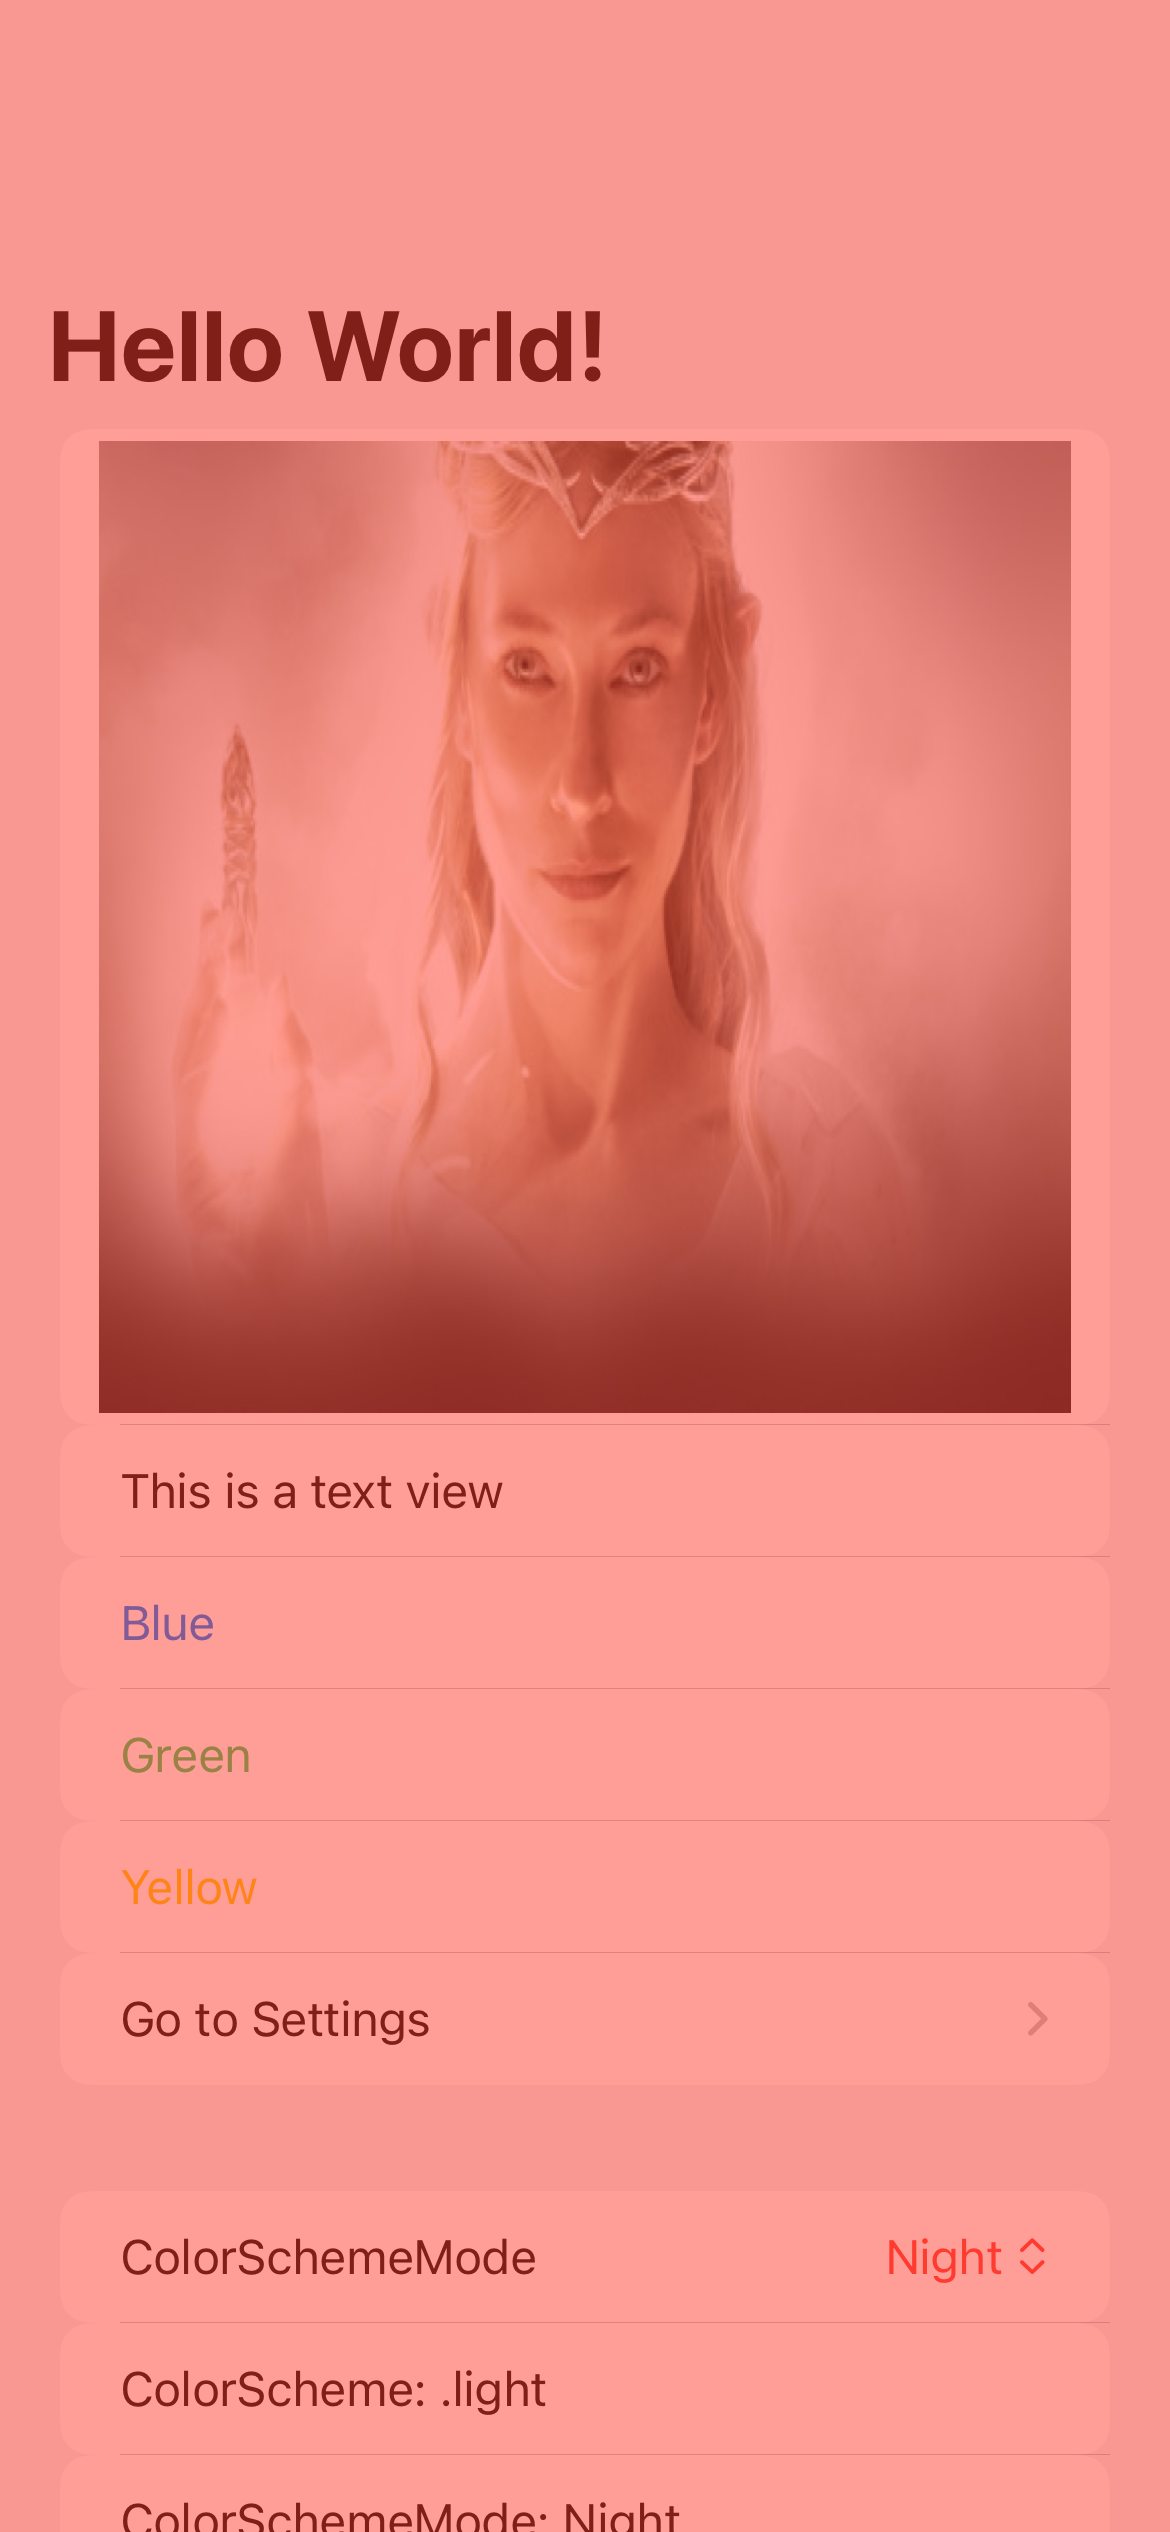 Hello World!
This is a text view
Blue
Green
Yellow
Go to Settings
ColorSchemeMode Night
ColorScheme: .light
ColorSchemeMode: Night